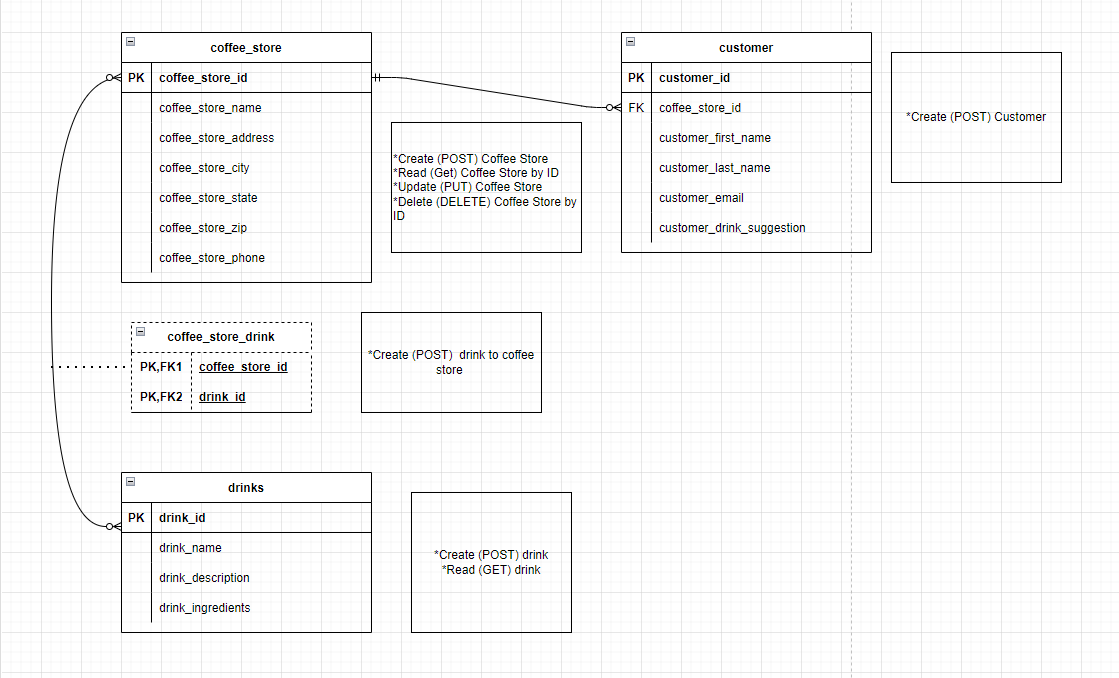 coffee_store
PK coffee_store_id
coffee_store_name
coffee_store_address
coffee_store_city
coffee_store_state
coffee_store_zip
coffee_store_phone
*Create (POST) Coffee Store
*Read (Get) Coffee Store by ID
*Update (PUT) Coffee Store
*Delete (DELETE) Coffee Store by
ID
customer
PK customer_id
FK coffee_store_id
customer_first_name
customer_last_name
customer_email
customer_drink_suggestion
*Create (POST) Customer
coffee_store_drink
PK,FK1 coffee_store_id
PK,FK2 drink_id
*Create (POST)  drink to coffee
store
drinks
PK drink_id
drink_name
drink_description
drink_ingredients
*Create (POST) drink
*Read (GET) drink